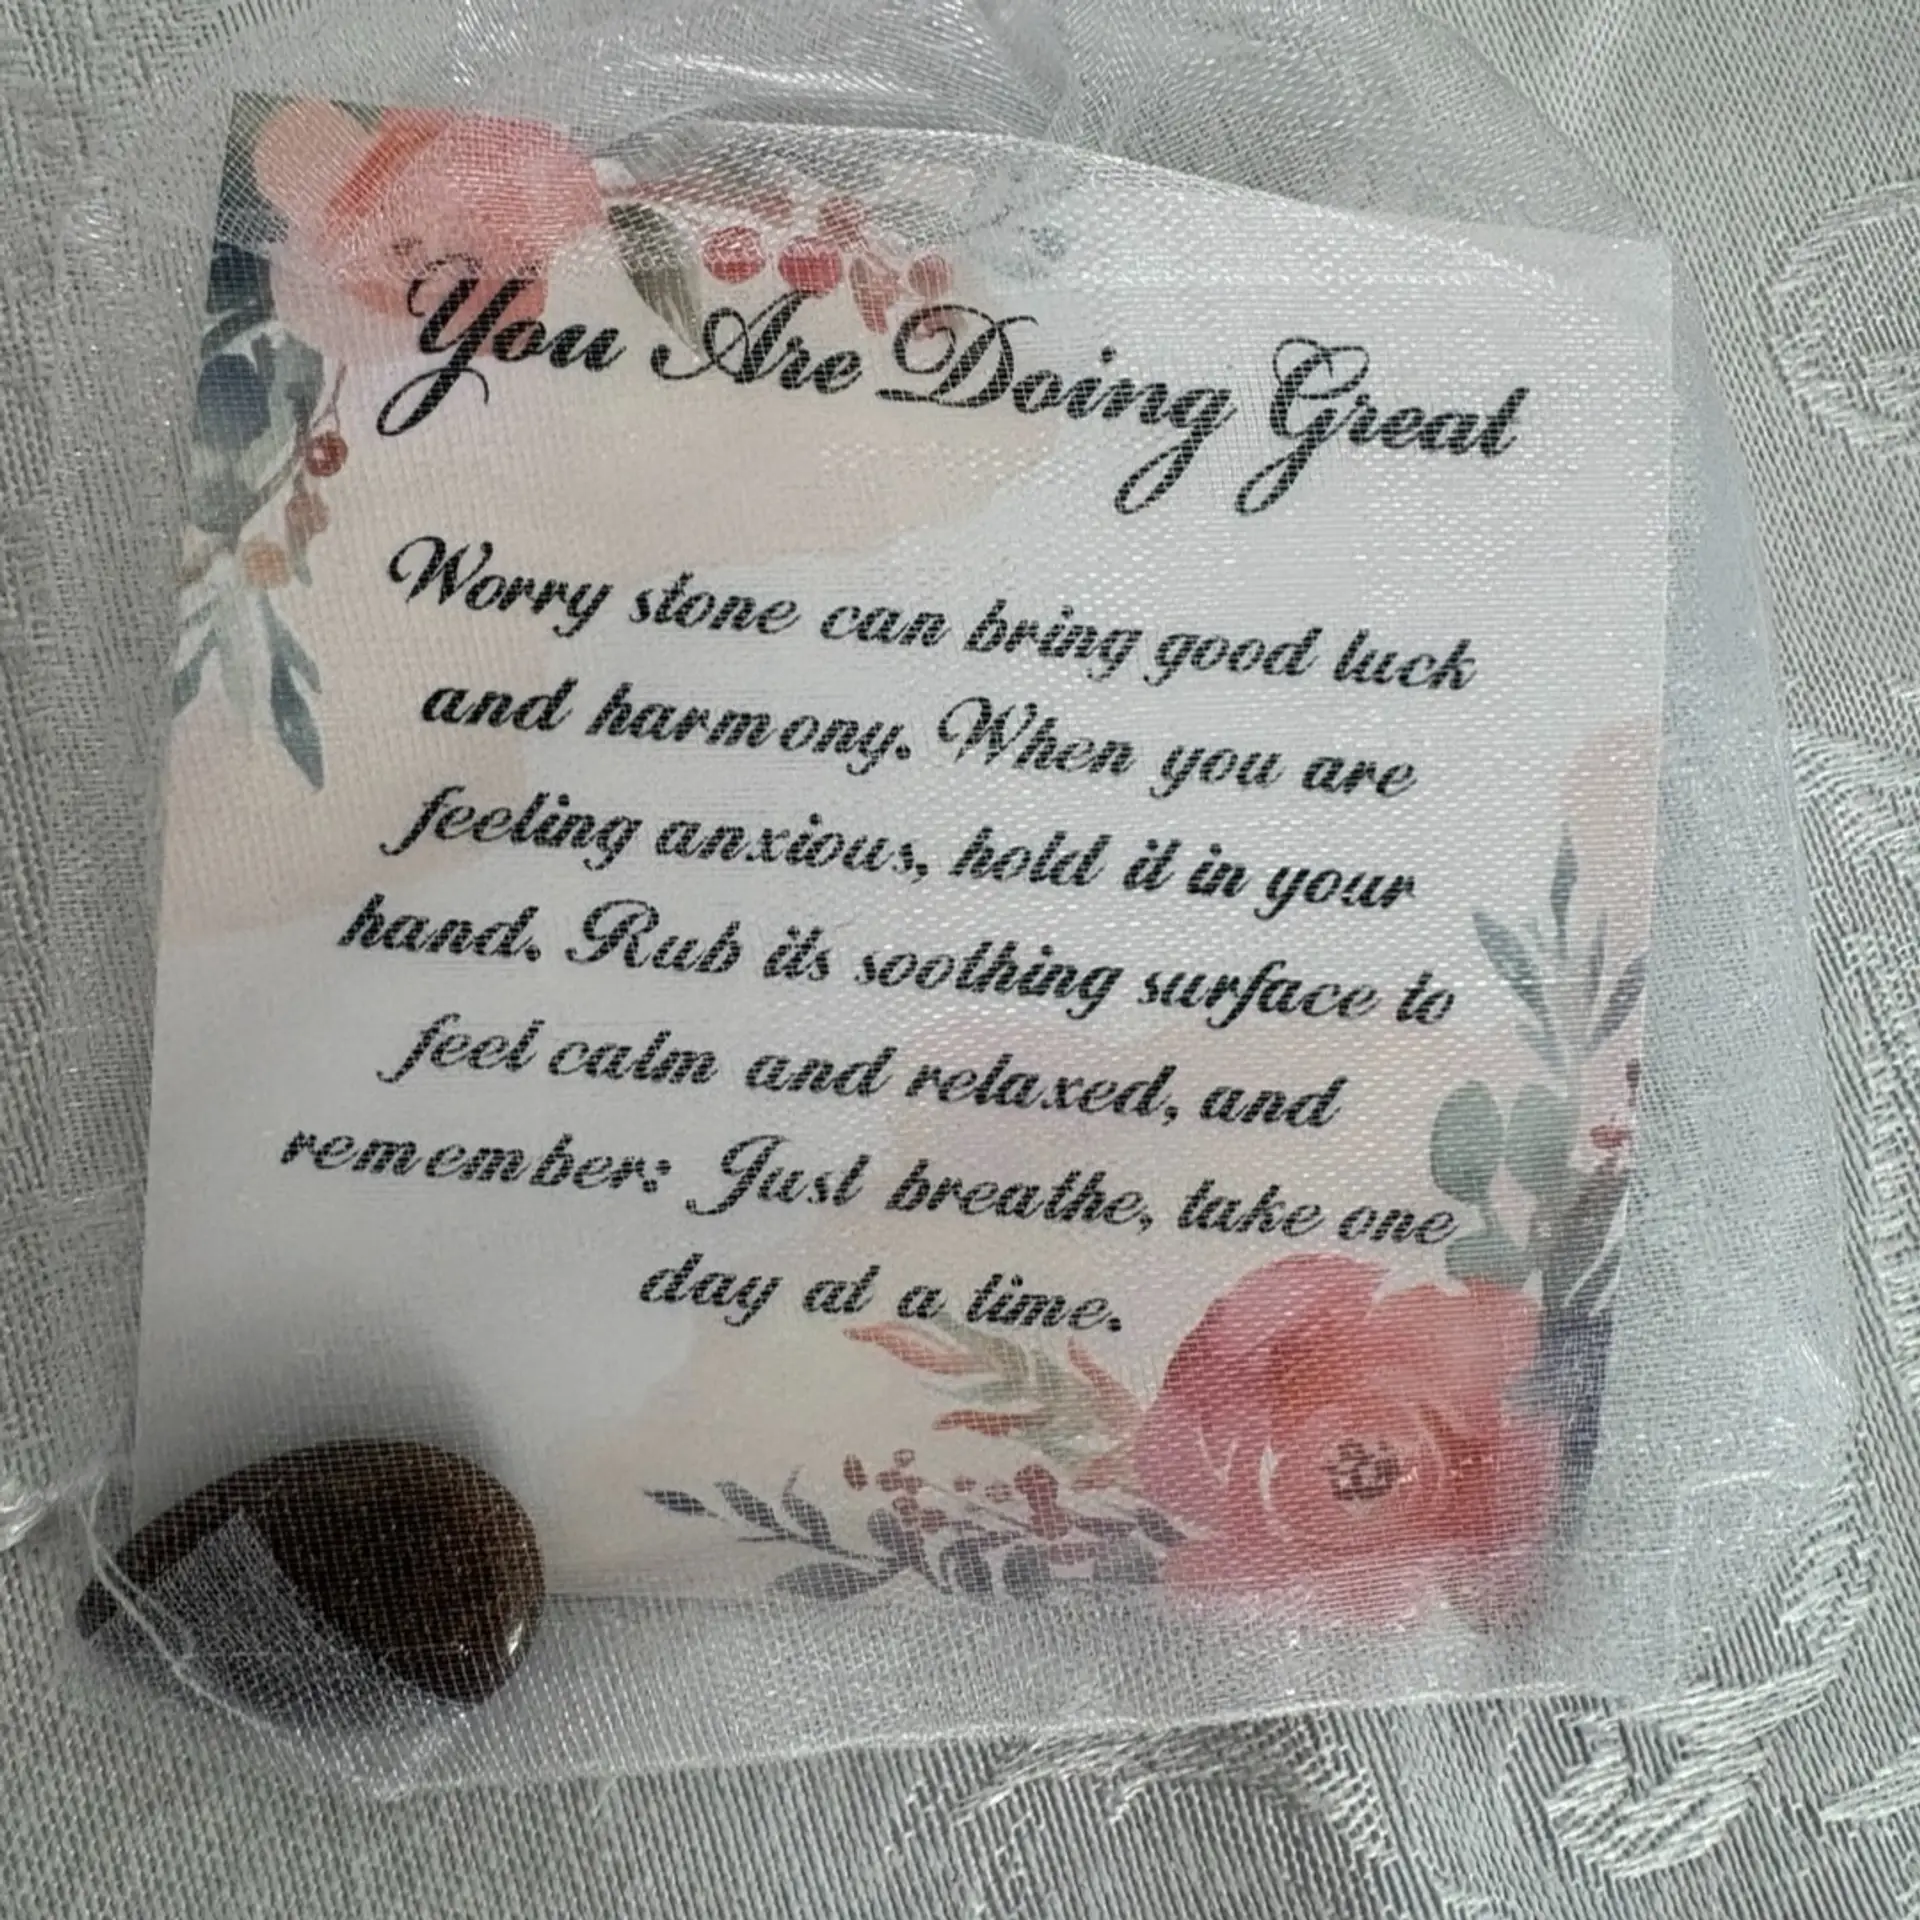 You Are Doing Great
Worry stone can bring good luck
and harmony. When you are
feeling anxious, hold it in your
hand. Rub its soothing surface to
feel calm and relaxed, and
remember: Just breathe, take one
day at a time.